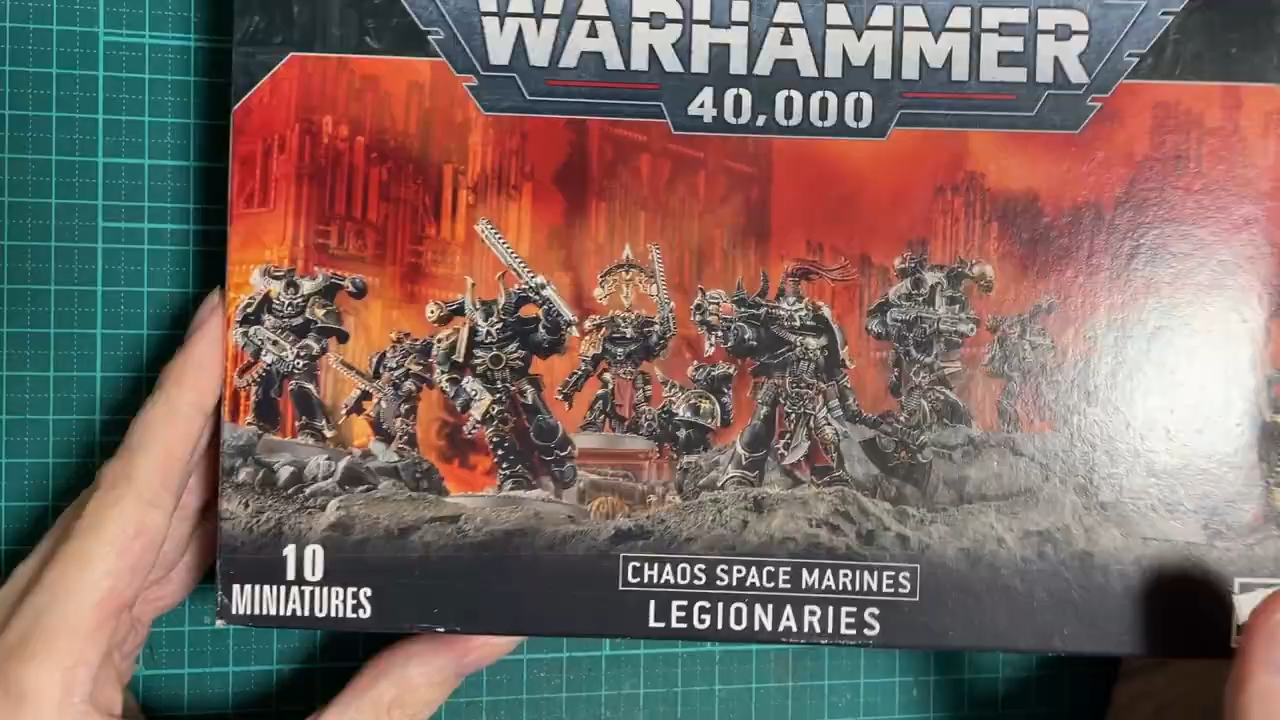 WARHAMMER
40,000
10
MINIATURES
CHAOS SPACE MARINES
LEGIONARIES